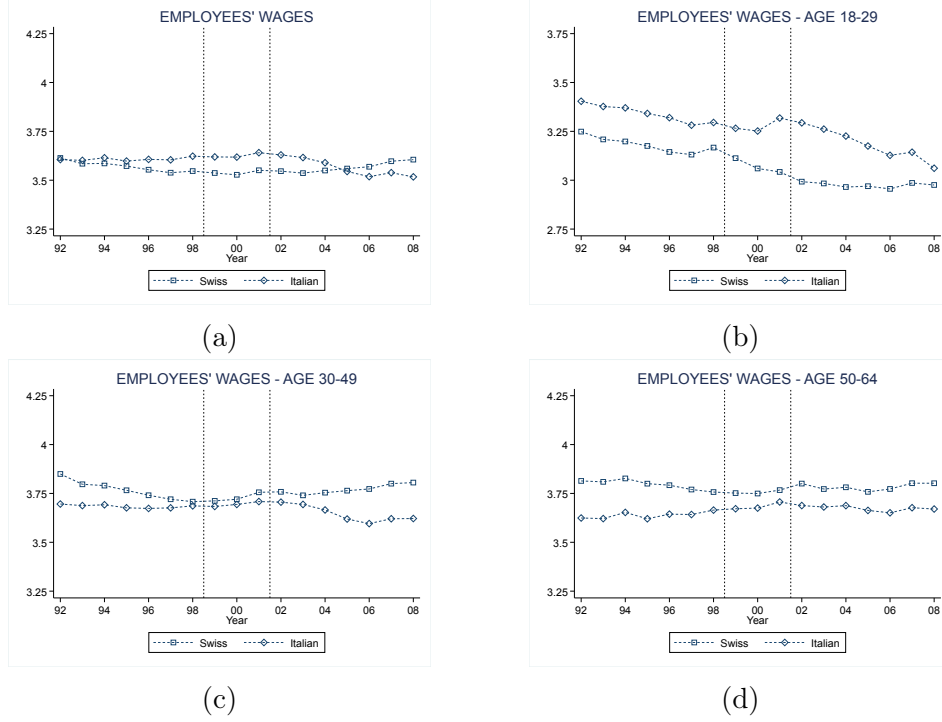 EMPLOYEES' WAGES
4.25
4
3.75
3.5
3.25
92 94 96 98 00 02 04 06 08
Year
Swiss Italian
(a)
EMPLOYEES' WAGES - AGE 18-29
3.75
3.5
3.25
3
2.75
92 94 96 98 00 02 04 06 08
Year
Swiss Italian
(b)
EMPLOYEES' WAGES - AGE 30-49
4.25
4
3.75
3.5
3.25
92 94 96 98 00 02 04 06 08
Year
Swiss Italian
(c)
EMPLOYEES' WAGES - AGE 50-64
4.25
4
3.75
3.5
3.25
92 94 96 98 00 02 04 06 08
Year
Swiss Italian
(d)